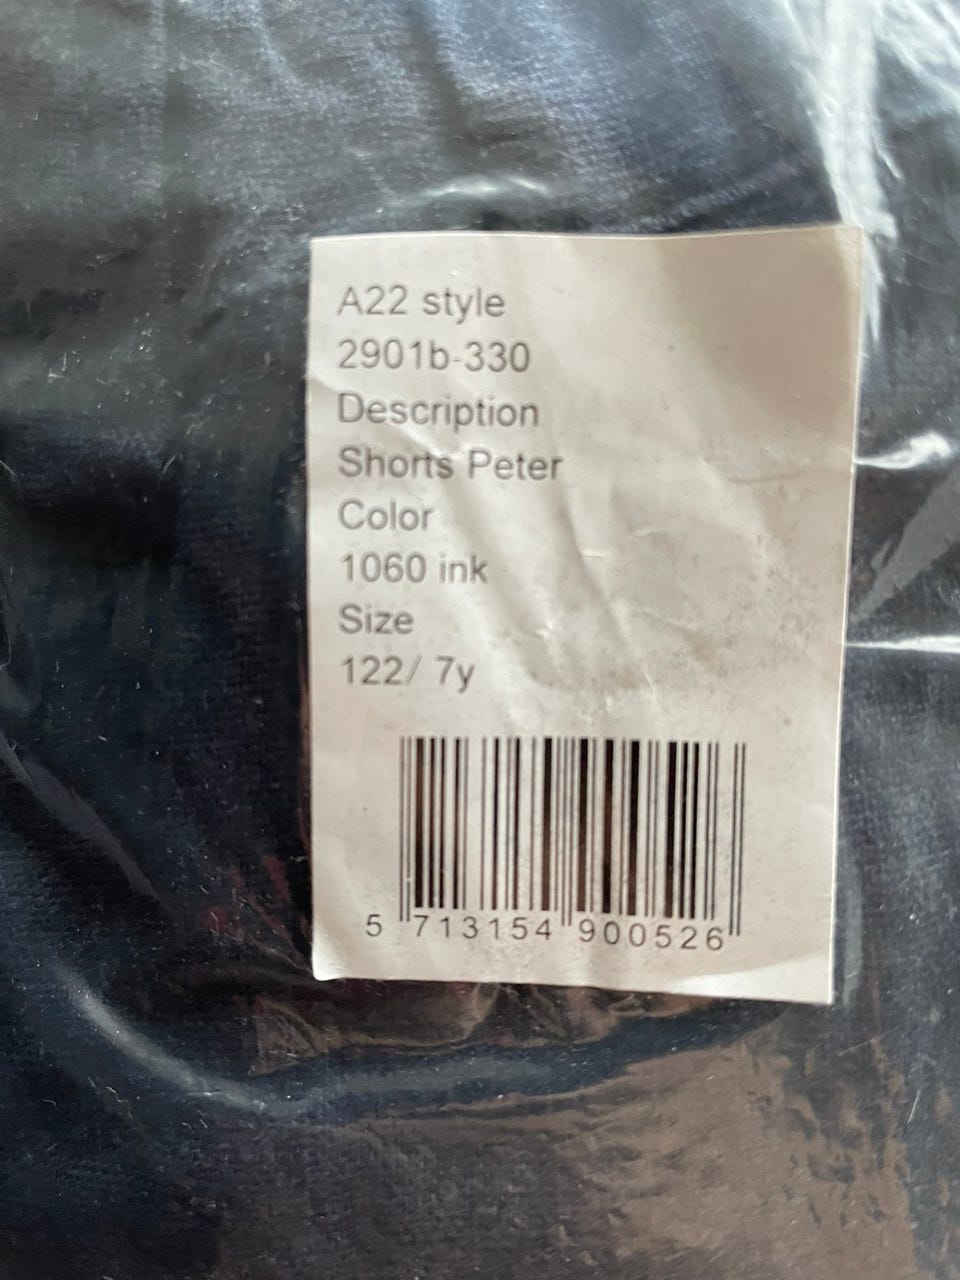 A22 style
2901b-330
Description
Shorts Peter
Color
1060 ink
Size
122/ 7y
5 713154 900526